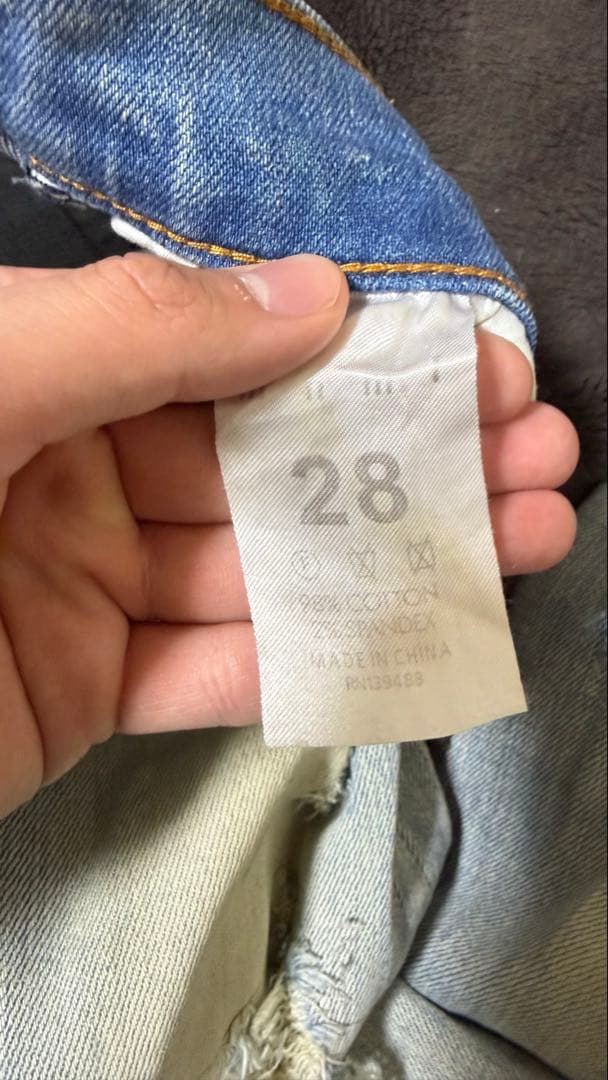 28
98% COTTON
2% SPANDEX
MADE IN CHINA
RN139488